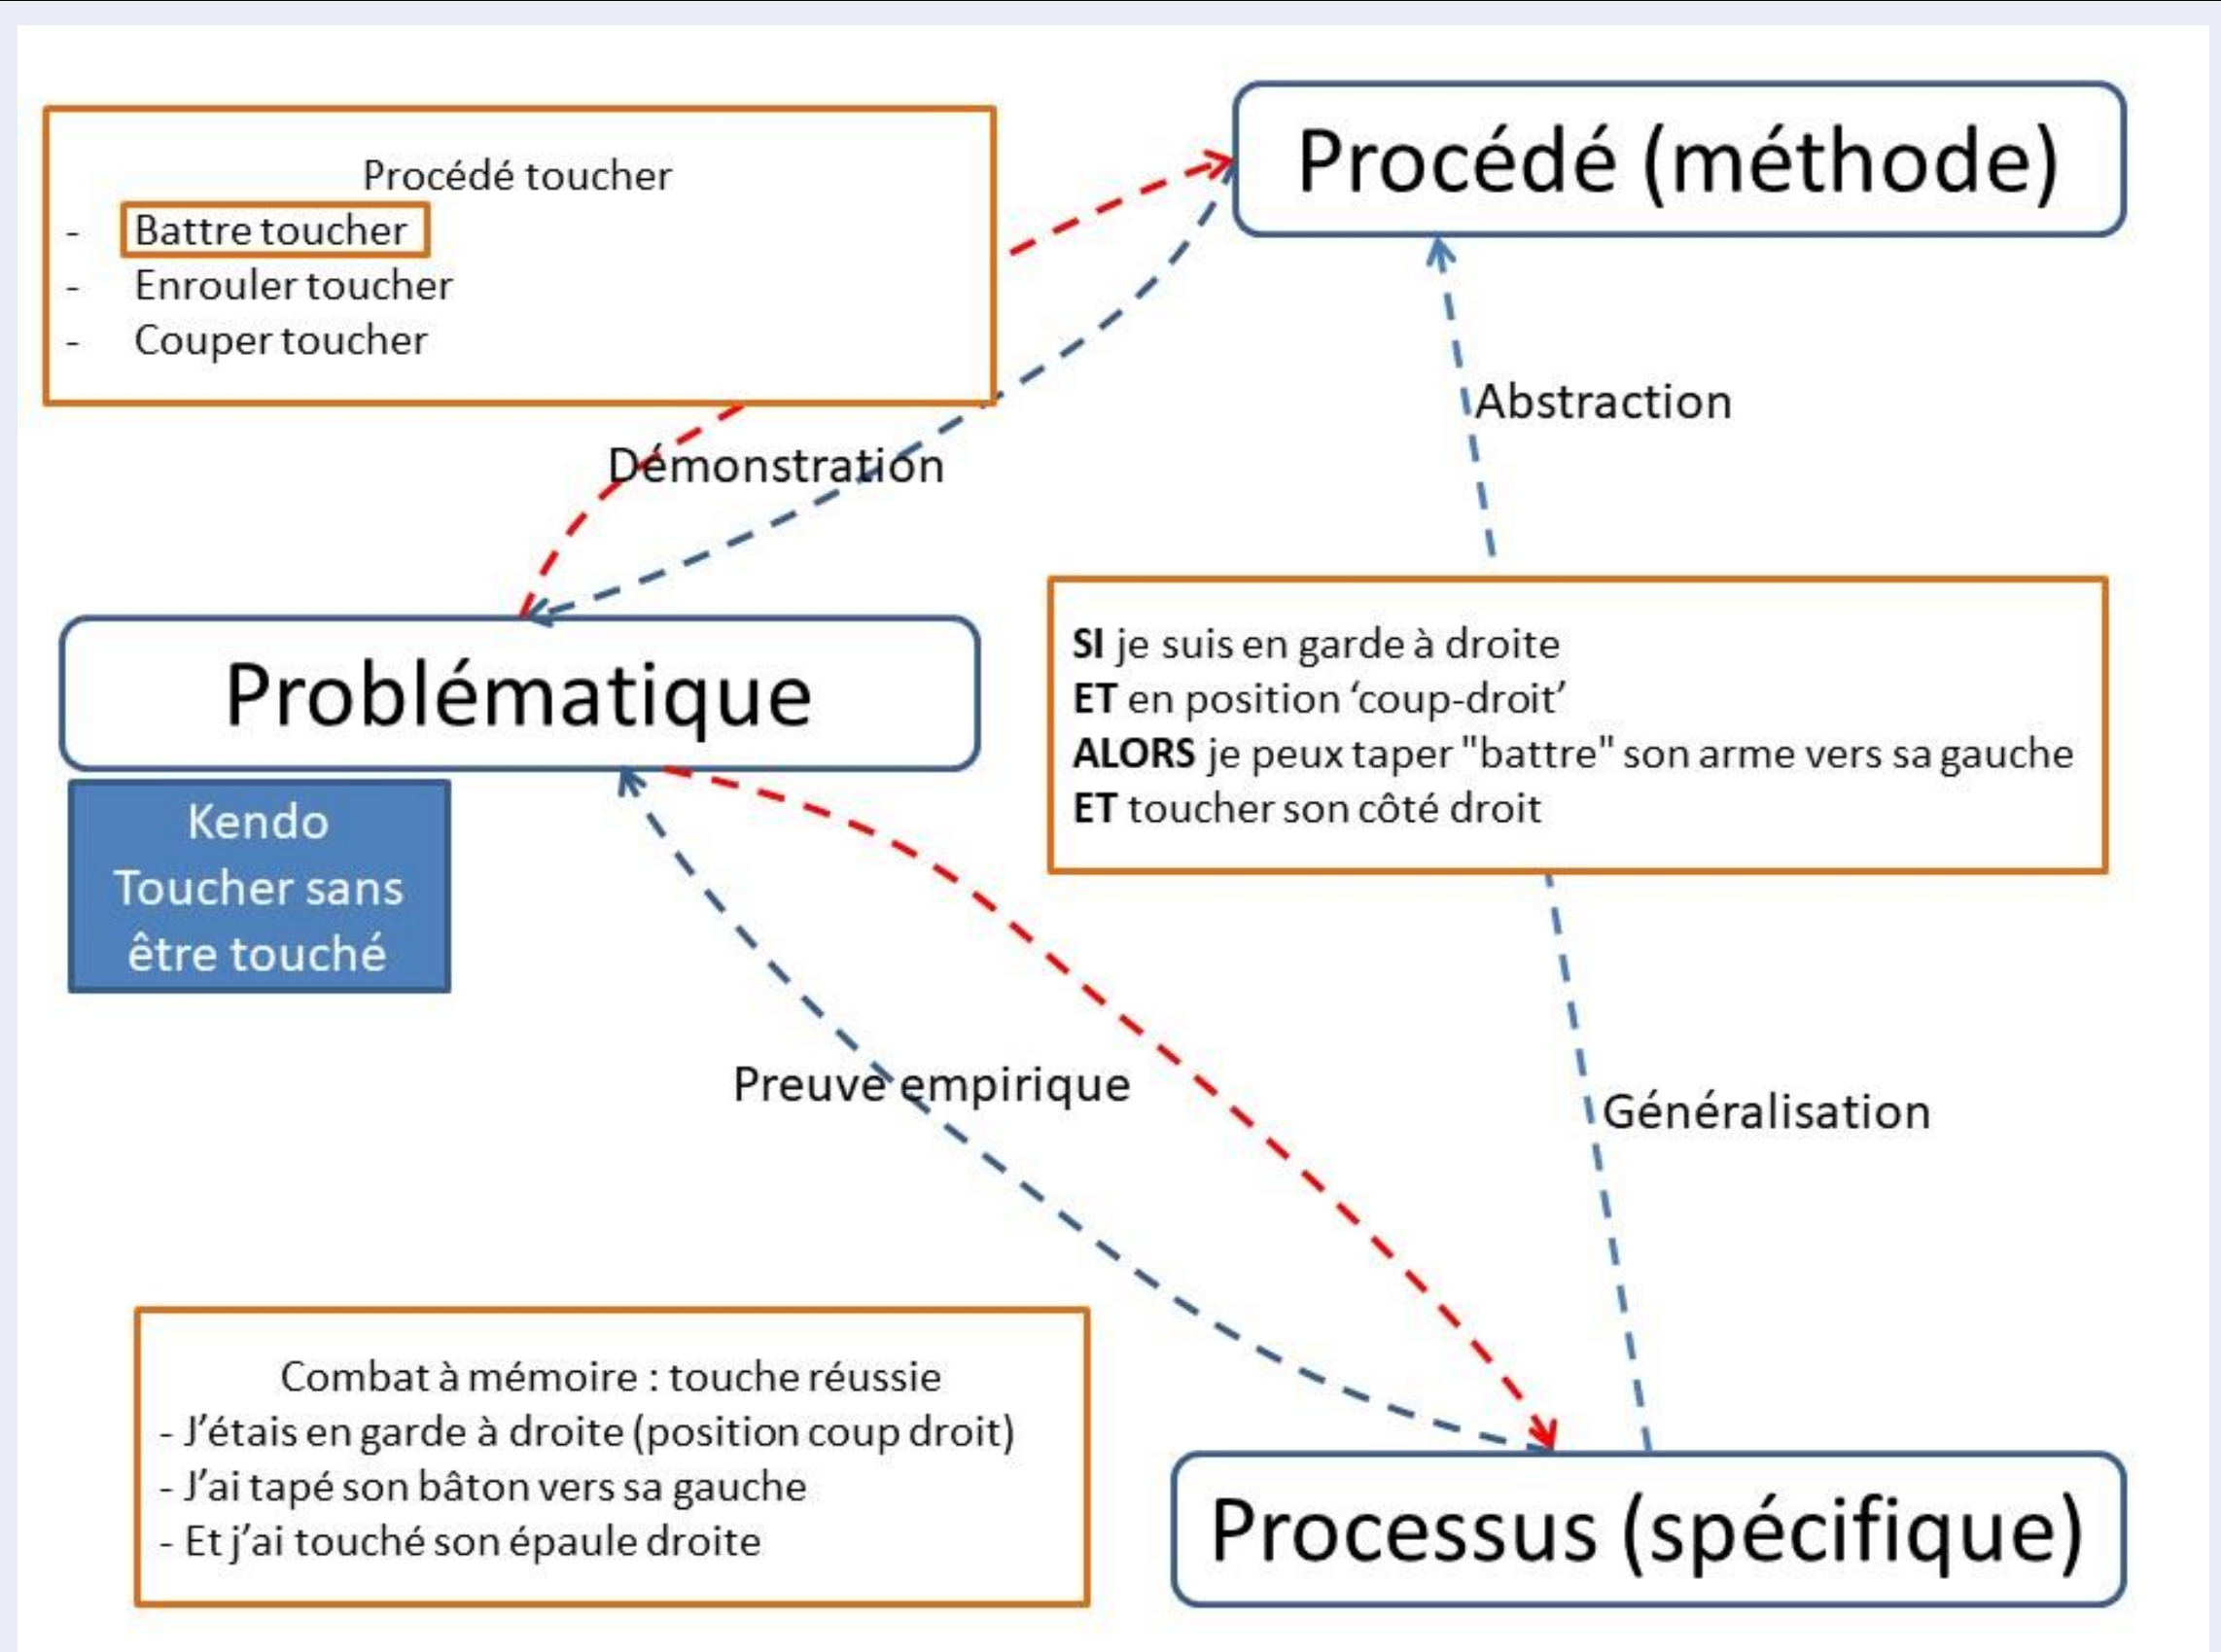 Procédé (méthode)
Procédé toucher
- Battre toucher
- Enrouler toucher
- Couper toucher
Abstraction
Démonstration
Problématique
SI je suis en garde à droite
ET en position ‘coup-droit’
ALORS je peux taper "battre" son arme vers sa gauche
ET toucher son côté droit
Kendo
Toucher sans
être touché
Preuve empirique
Généralisation
Combat à mémoire : touche réussie
- J’étais en garde à droite (position coup droit)
- J’ai tapé son bâton vers sa gauche
- Et j’ai touché son épaule droite
Processus (spécifique)